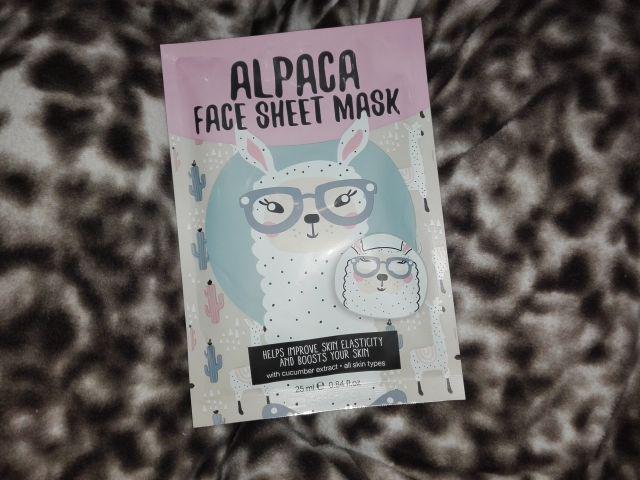 ALPACA
FACE SHEET MASK
HELPS IMPROVE SKIN ELASTICITY
AND BOOSTS YOUR SKIN
with cucumber extract • all skin types
25 ml ℮ 0.84 fl.oz